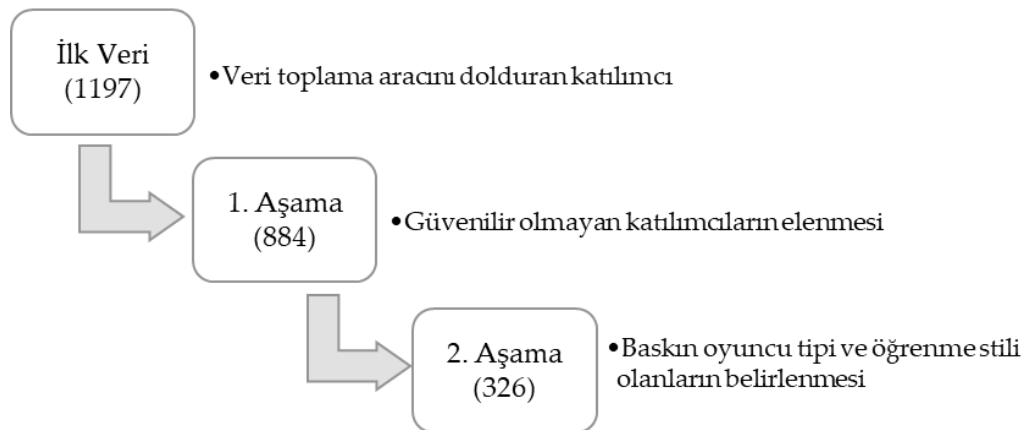 İlk Veri
(1197)
•Veri toplama aracını dolduran katılımcı
1. Aşama
(884)
•Güvenilir olmayan katılımcıların elenmesi
2. Aşama
(326)
•Baskın oyuncu tipi ve öğrenme stili
olanların belirlenmesi